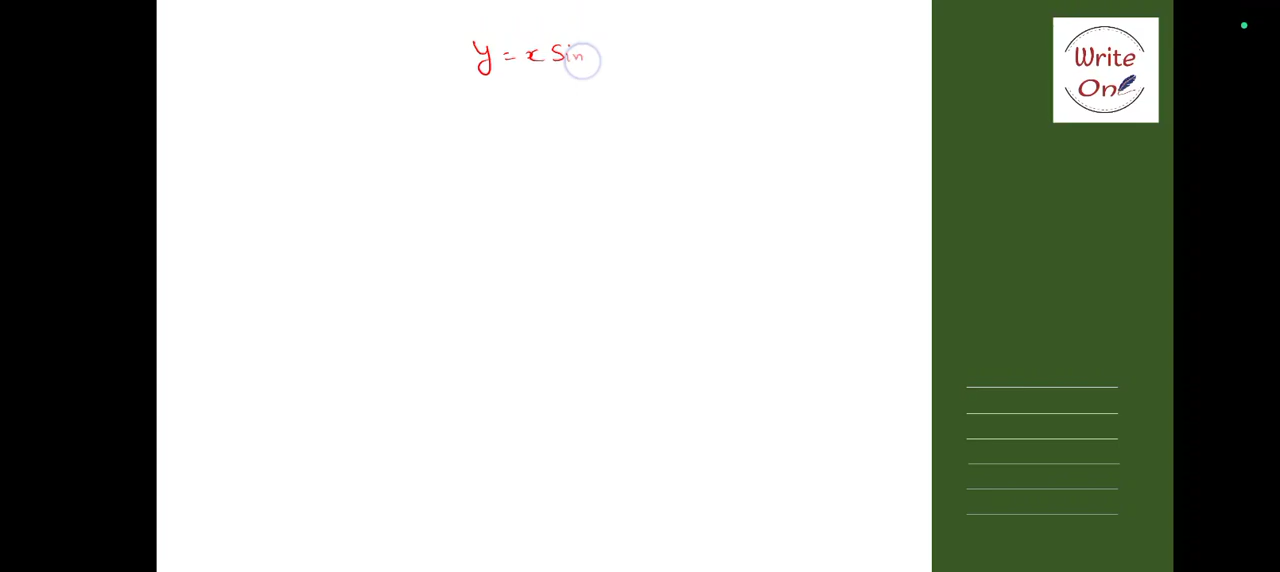 y = x Sin
Write
On